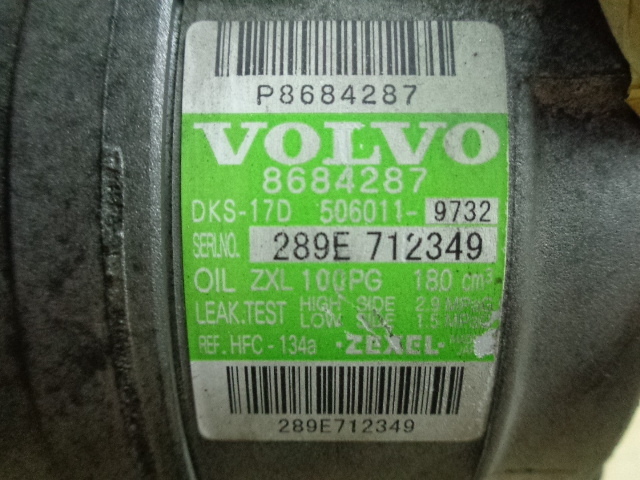 P8684287
VOLVO
8684287
DKS-17D 506011- 9732
SERI.NO. 289E 712349
OIL ZXL 100PG 180 cm³
LEAK.TEST HIGH SIDE 2.9
LOW SIDE 1.5
REF. HFC-134a ·ZEXEL·
289E712349